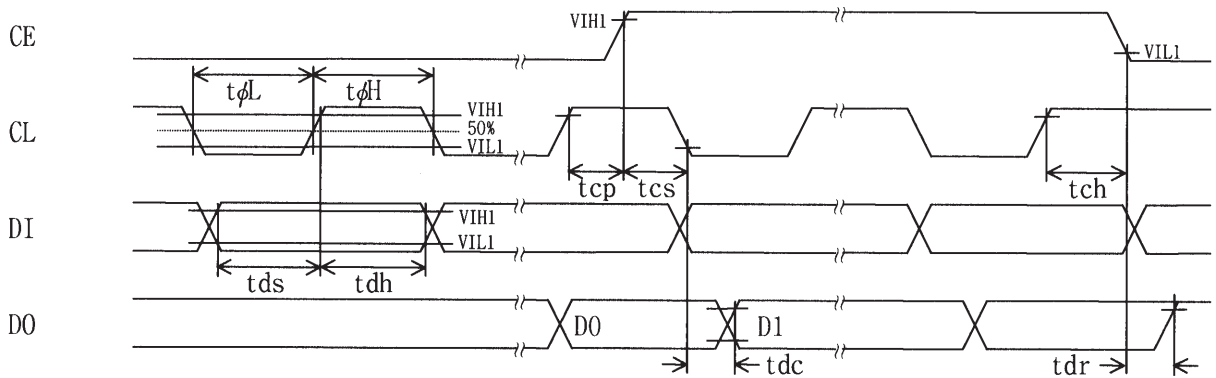 CE
VIH1
VIL1
tφL
tφH
CL
VIH1
50%
VIL1
tcp
tcs
tch
DI
VIH1
VIL1
tds
tdh
DO
D0
D1
tdc
tdr